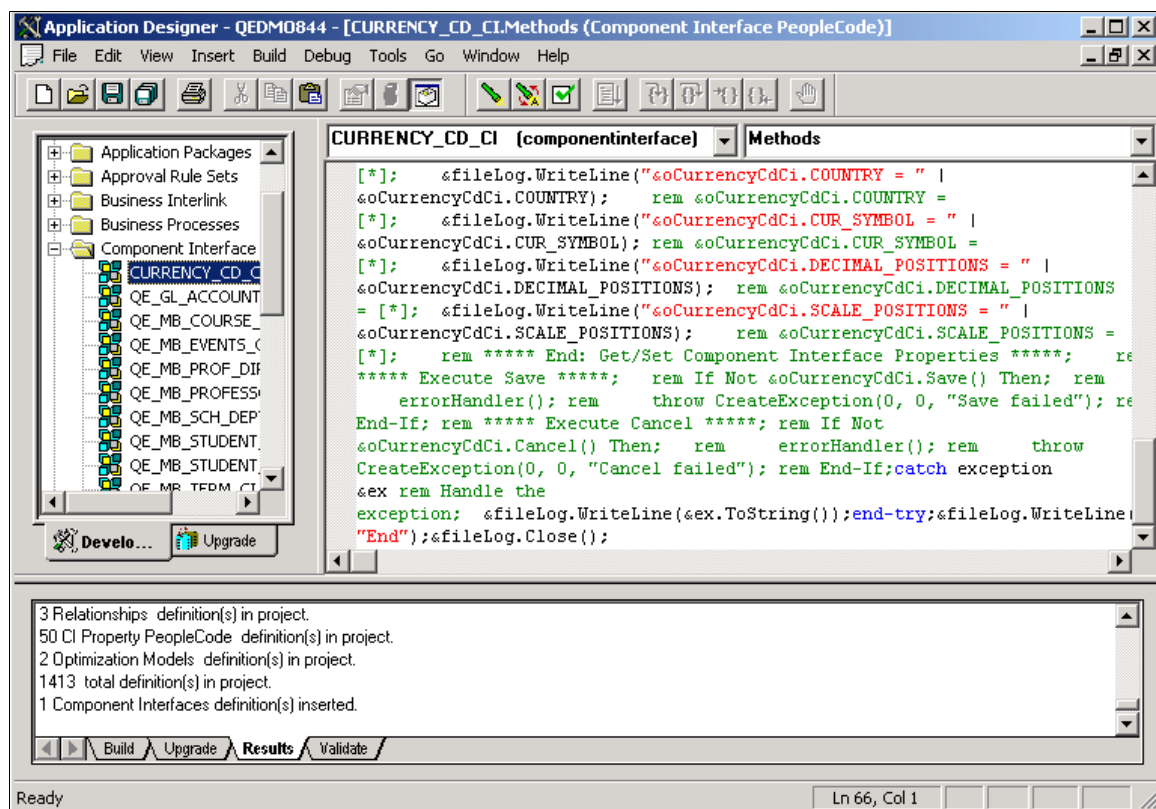 Application Designer - QEDMO844 - [CURRENCY_CD_CI.Methods (Component Interface PeopleCode)]
File Edit View Insert Build Debug Tools Go Window Help
CURRENCY_CD_CI (componentinterface) Methods
Application Packages
Approval Rule Sets
Business Interlink
Business Processes
Component Interface
CURRENCY_CD_C
QE_GL_ACCOUNT
QE_MB_COURSE_
QE_MB_EVENTS_C
QE_MB_PROF_DIF
QE_MB_PROFESS
QE_MB_SCH_DEP
QE_MB_STUDENT_
QE_MB_STUDENT_
QE_MB_TERM_CI
Develo... Upgrade
[*]; &fileLog.WriteLine("&oCurrencyCdCi.COUNTRY = " |
&oCurrencyCdCi.COUNTRY); rem &oCurrencyCdCi.COUNTRY =
[*]; &fileLog.WriteLine("&oCurrencyCdCi.CUR_SYMBOL = " |
&oCurrencyCdCi.CUR_SYMBOL); rem &oCurrencyCdCi.CUR_SYMBOL =
[*]; &fileLog.WriteLine("&oCurrencyCdCi.DECIMAL_POSITIONS = " |
&oCurrencyCdCi.DECIMAL_POSITIONS); rem &oCurrencyCdCi.DECIMAL_POSITIONS
= [*]; &fileLog.WriteLine("&oCurrencyCdCi.SCALE_POSITIONS = " |
&oCurrencyCdCi.SCALE_POSITIONS); rem &oCurrencyCdCi.SCALE_POSITIONS =
[*]; rem ***** End: Get/Set Component Interface Properties *****; re
***** Execute Save *****; rem If Not &oCurrencyCdCi.Save() Then; rem
errorHandler(); rem throw CreateException(0, 0, "Save failed"); re
End-If; rem ***** Execute Cancel *****; rem If Not
&oCurrencyCdCi.Cancel() Then; rem errorHandler(); rem throw
CreateException(0, 0, "Cancel failed"); rem End-If;catch exception
&ex rem Handle the
exception; &fileLog.WriteLine(&ex.ToString());end-try;&fileLog.WriteLine(
"End");&fileLog.Close();
3 Relationships definition(s) in project.
50 CI Property PeopleCode definition(s) in project.
2 Optimization Models definition(s) in project.
1413 total definition(s) in project.
1 Component Interfaces definition(s) inserted.
Build Upgrade Results Validate
Ready Ln 66, Col 1